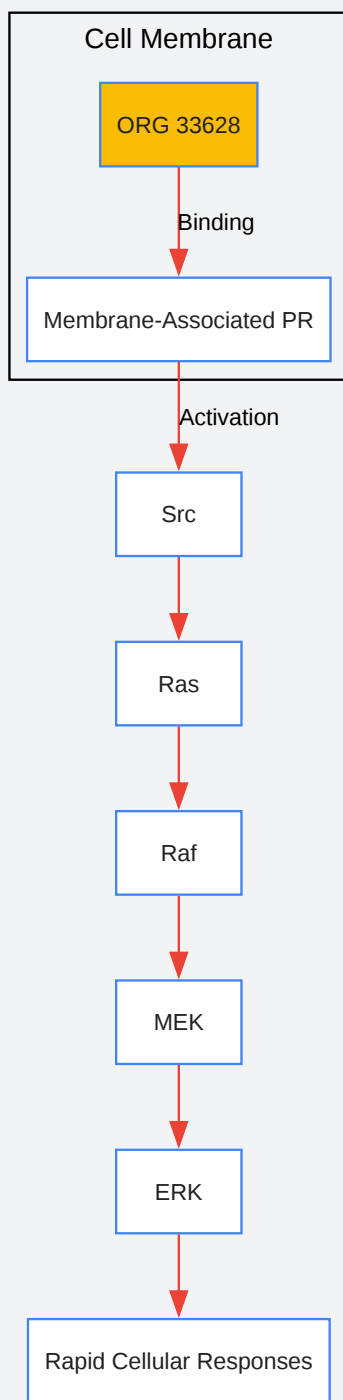 Cell Membrane
ORG 33628
Binding
Membrane-Associated PR
Activation
Src
Ras
Raf
MEK
ERK
Rapid Cellular Responses